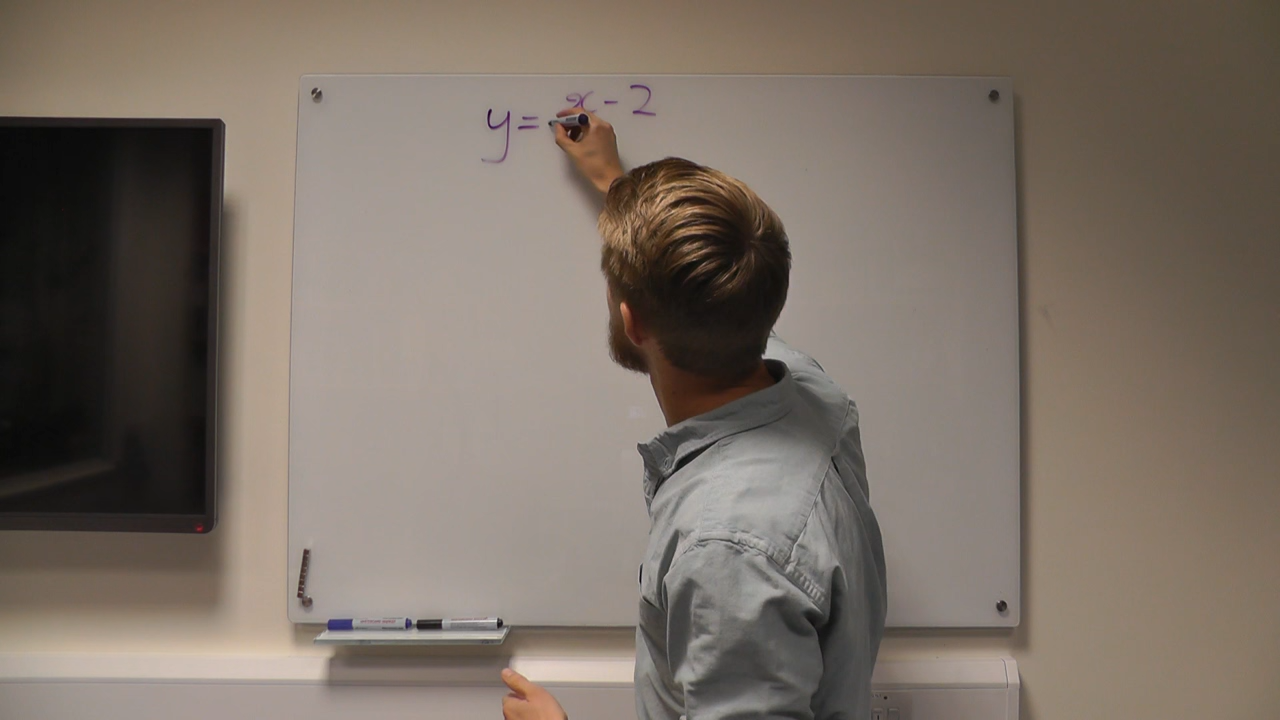 y = x - 2